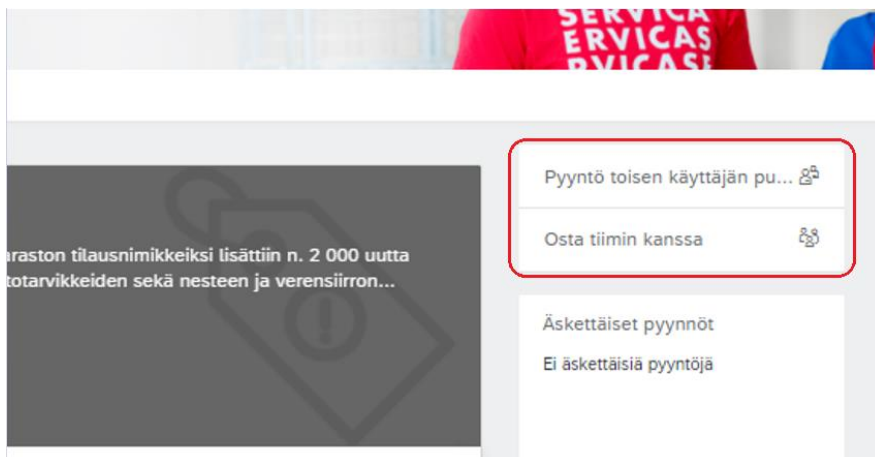 SERVICA
ERVICAS
RVICASE
Pyyntö toisen käyttäjän pu...
Osta tiimin kanssa
araston tilausnimikkeiksi lisättiin n. 2 000 uutta
totarvikkeiden sekä nesteen ja verensiirron...
Äskettäiset pyynnöt
Ei äskettäisiä pyyntöjä